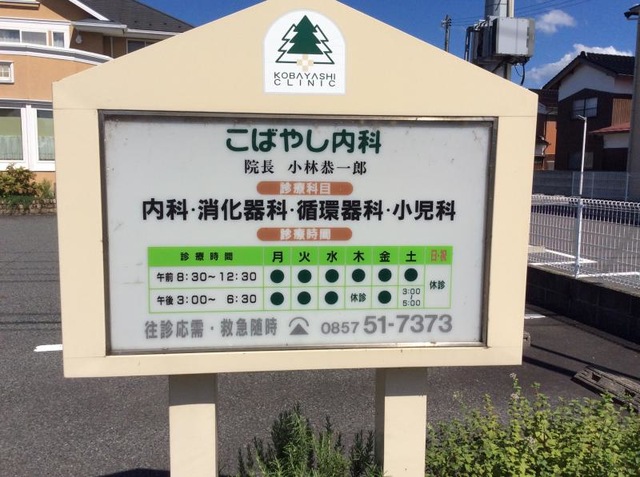 KOBAYASHI
CLINIC
こばやし内科
院長 小林恭一郎
診療科目
内科・消化器科・循環器科・小児科
診療時間
診療時間 月 火 水 木 金 土 日・祝
午前 8:30～12:30 ● ● ● ● ● ● 休診
午後 3:00～ 6:30 ● ● ● 休診 ● 3:00～5:00
往診応需・救急随時 0857 51-7373